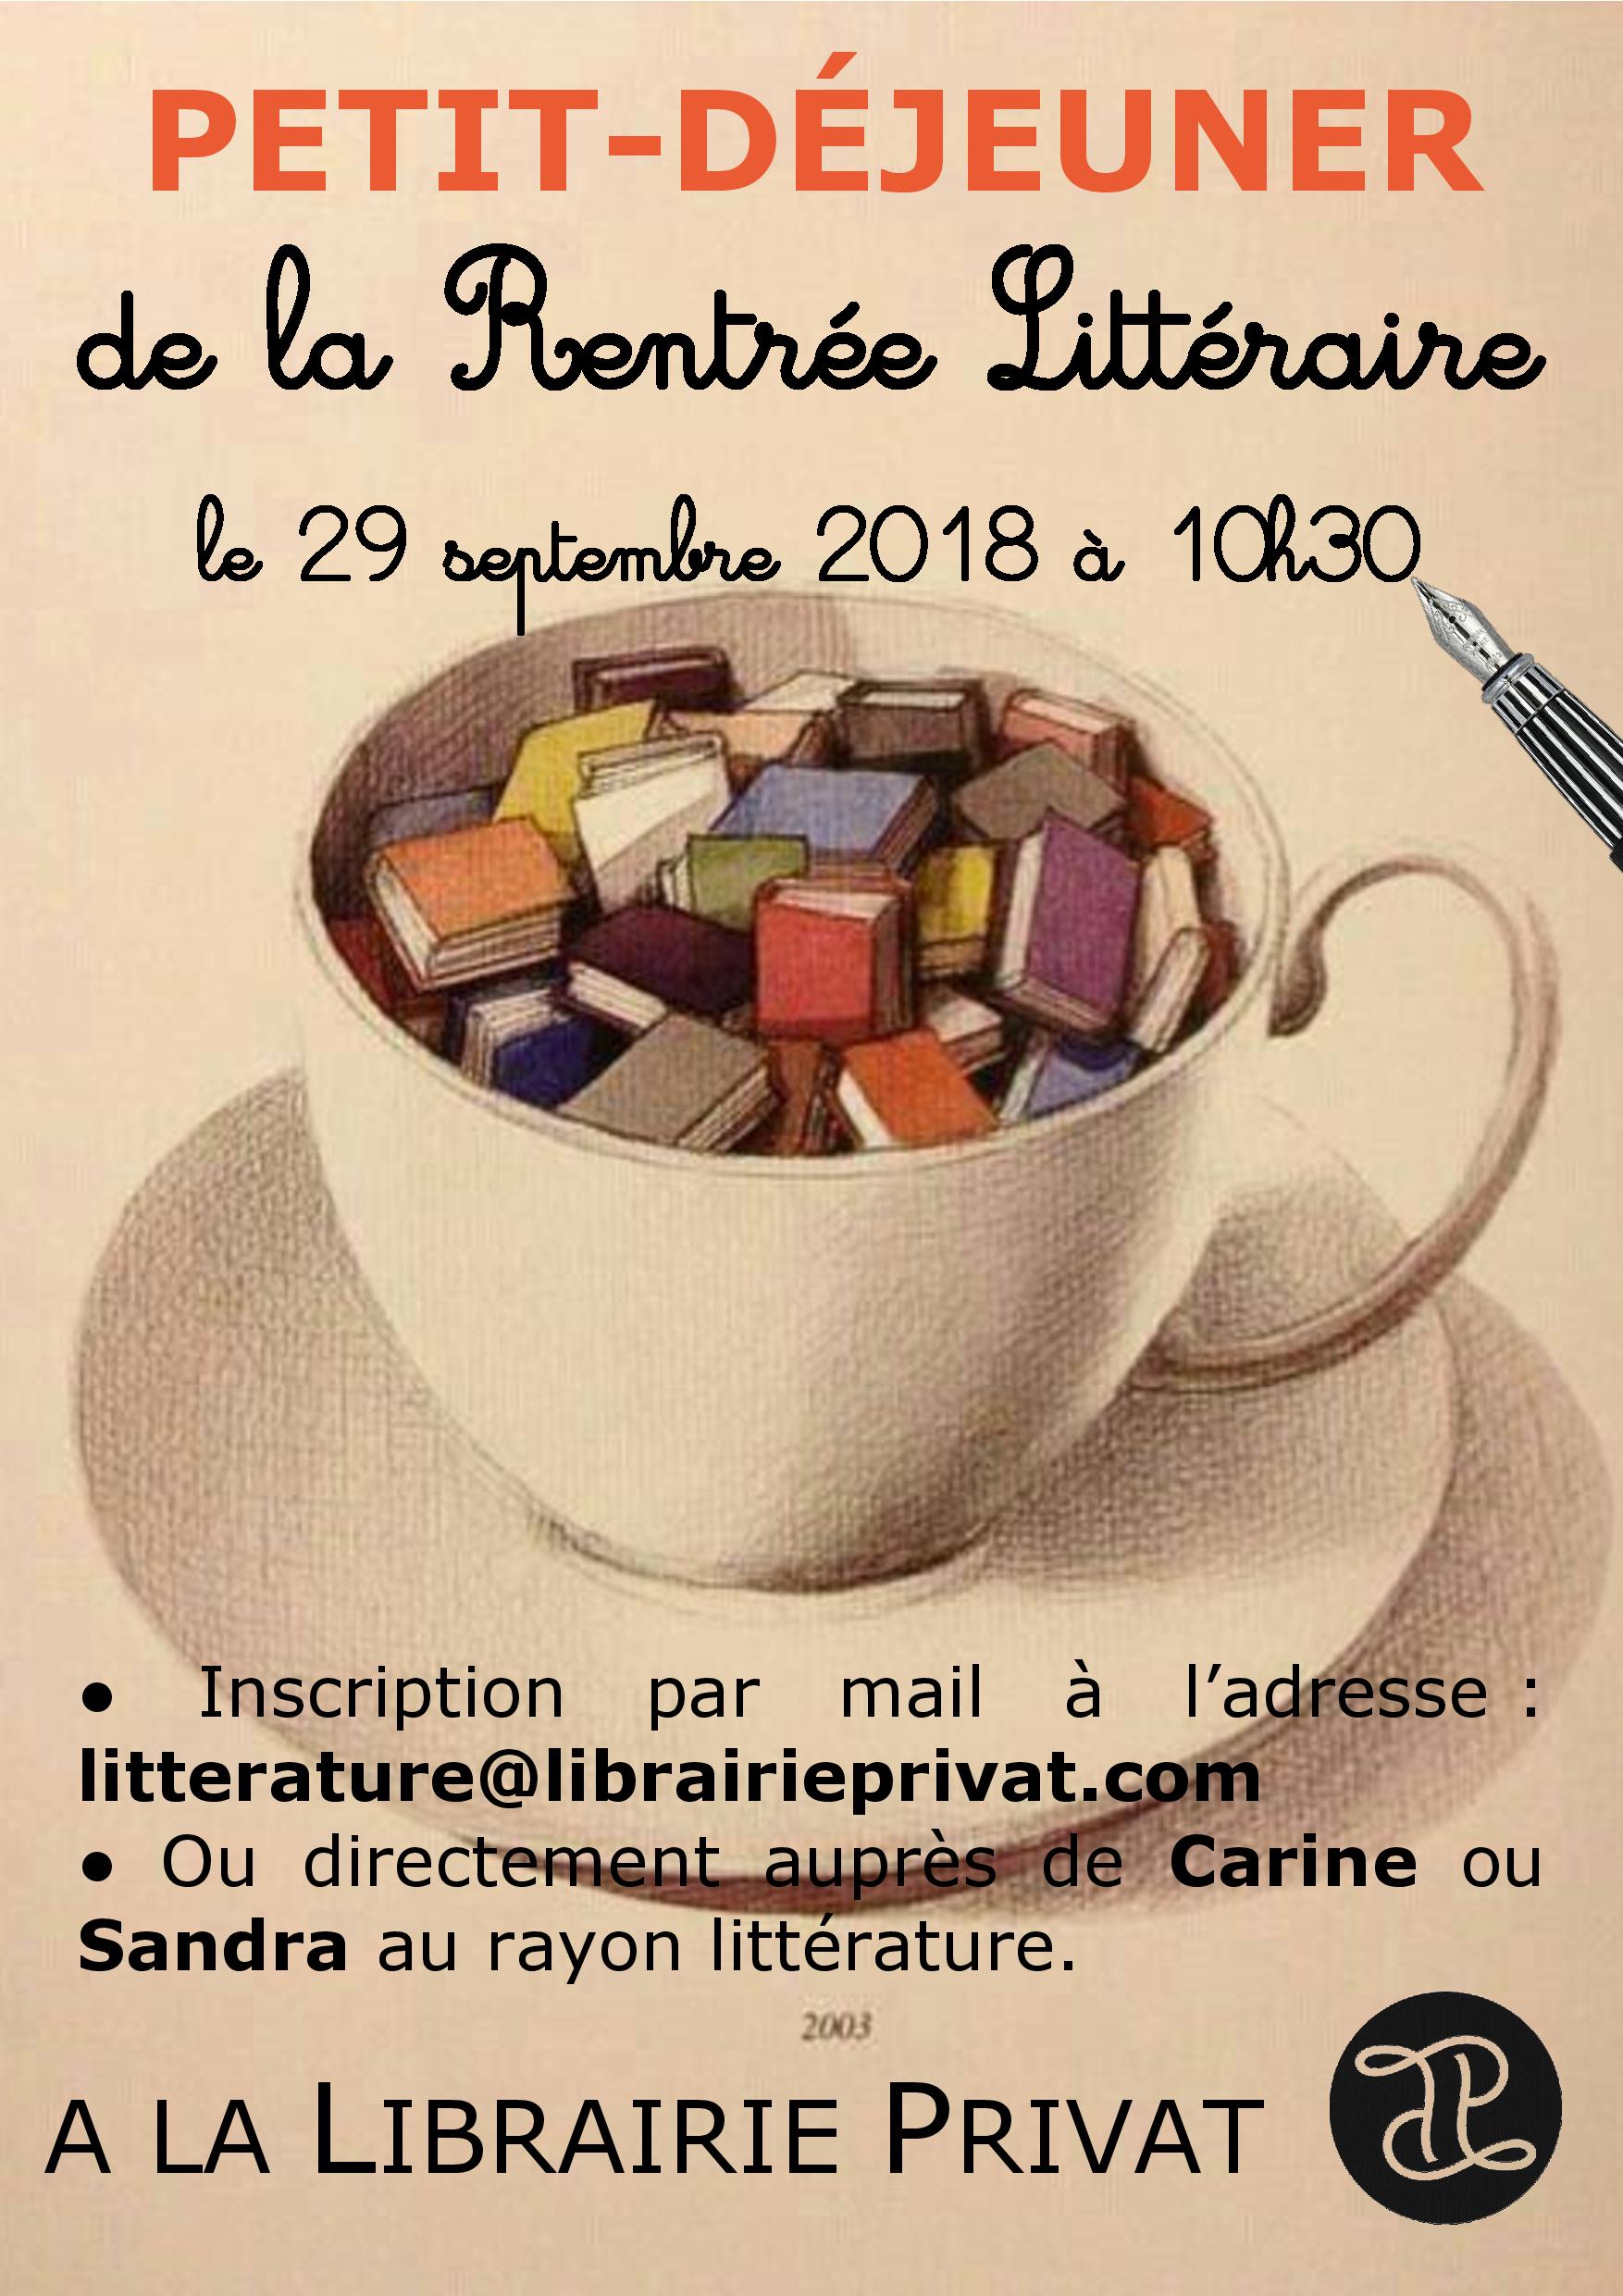 PETIT-DÉJEUNER
de la Rentrée Littéraire
le 29 septembre 2018 à 10h30
● Inscription par mail à l’adresse :
litterature@librairieprivat.com
● Ou directement auprès de Carine ou
Sandra au rayon littérature.
2003
A LA LIBRAIRIE PRIVAT